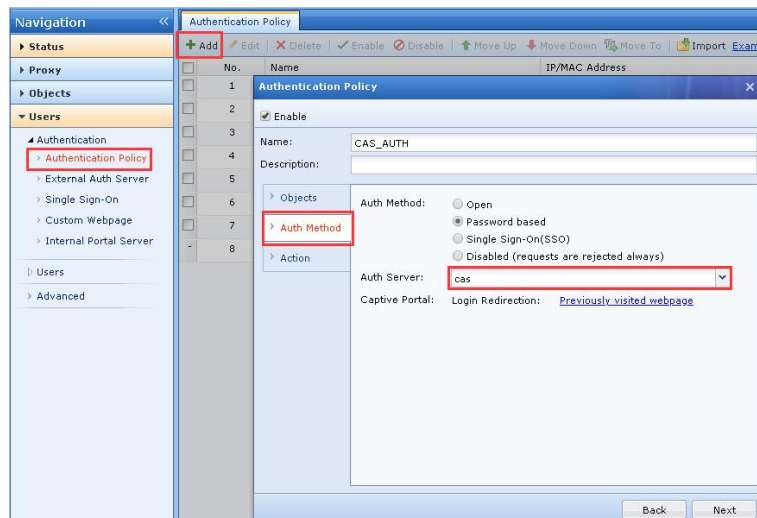 Navigation
Status
Proxy
Objects
Users
Authentication
Authentication Policy
External Auth Server
Single Sign-On
Custom Webpage
Internal Portal Server
Users
Advanced
Authentication Policy
Add Edit Delete Enable Disable Move Up Move Down Move To Import Exam
No. Name IP/MAC Address
1
2
3
4
5
6
7
- 8
Authentication Policy
Enable
Name: CAS_AUTH
Description:
Objects
Auth Method
Action
Auth Method: Open
Password based
Single Sign-On(SSO)
Disabled (requests are rejected always)
Auth Server: cas
Captive Portal: Login Redirection: Previously visited webpage
Back Next